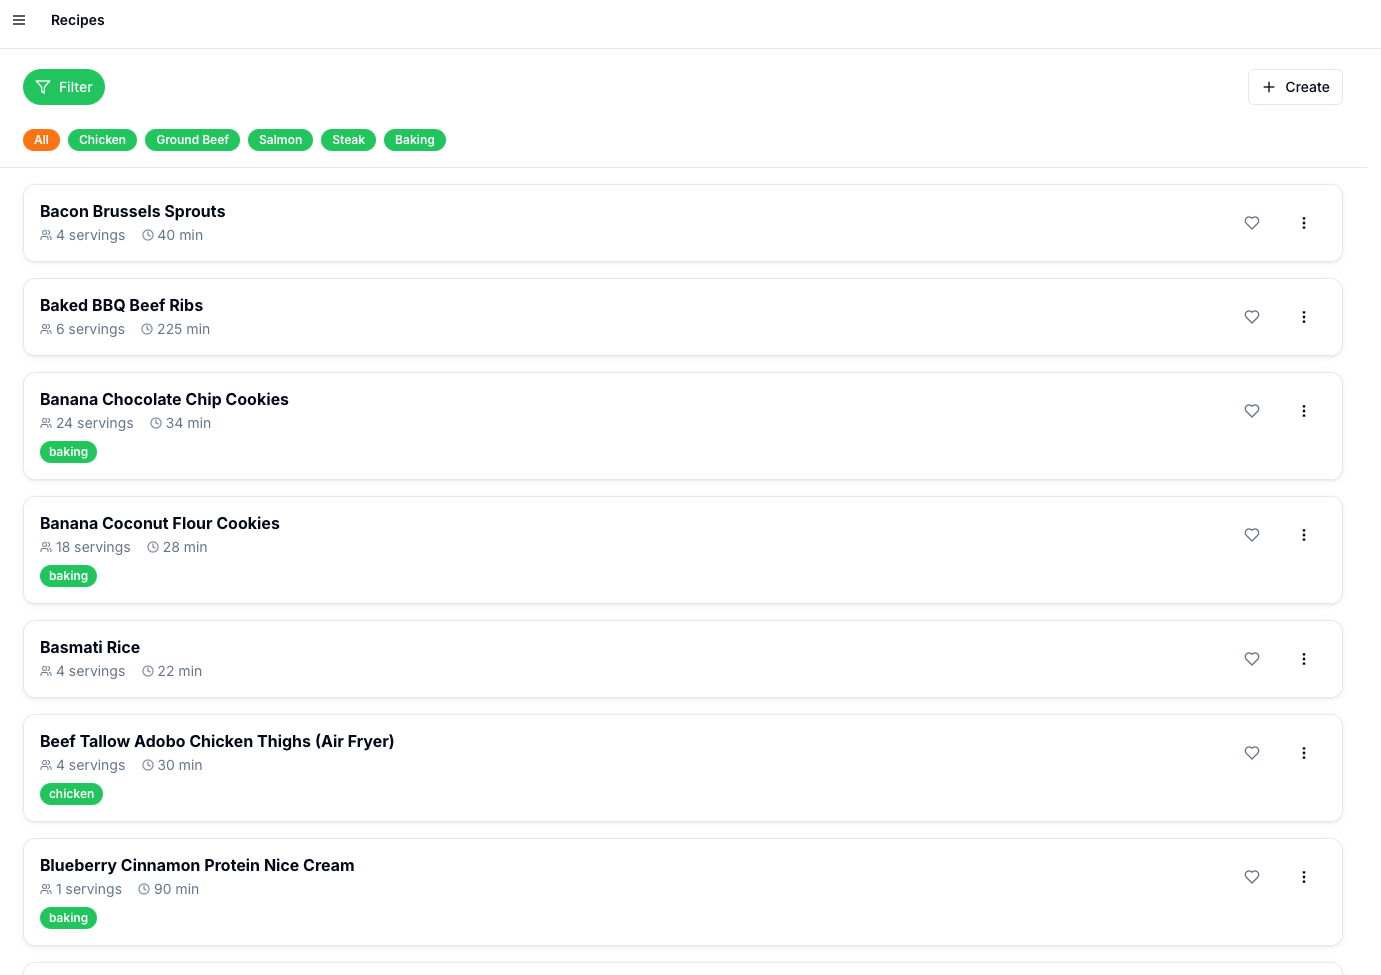 Recipes
Filter
Create
All Chicken Ground Beef Salmon Steak Baking
Bacon Brussels Sprouts
4 servings 40 min
Baked BBQ Beef Ribs
6 servings 225 min
Banana Chocolate Chip Cookies
24 servings 34 min
baking
Banana Coconut Flour Cookies
18 servings 28 min
baking
Basmati Rice
4 servings 22 min
Beef Tallow Adobo Chicken Thighs (Air Fryer)
4 servings 30 min
chicken
Blueberry Cinnamon Protein Nice Cream
1 servings 90 min
baking